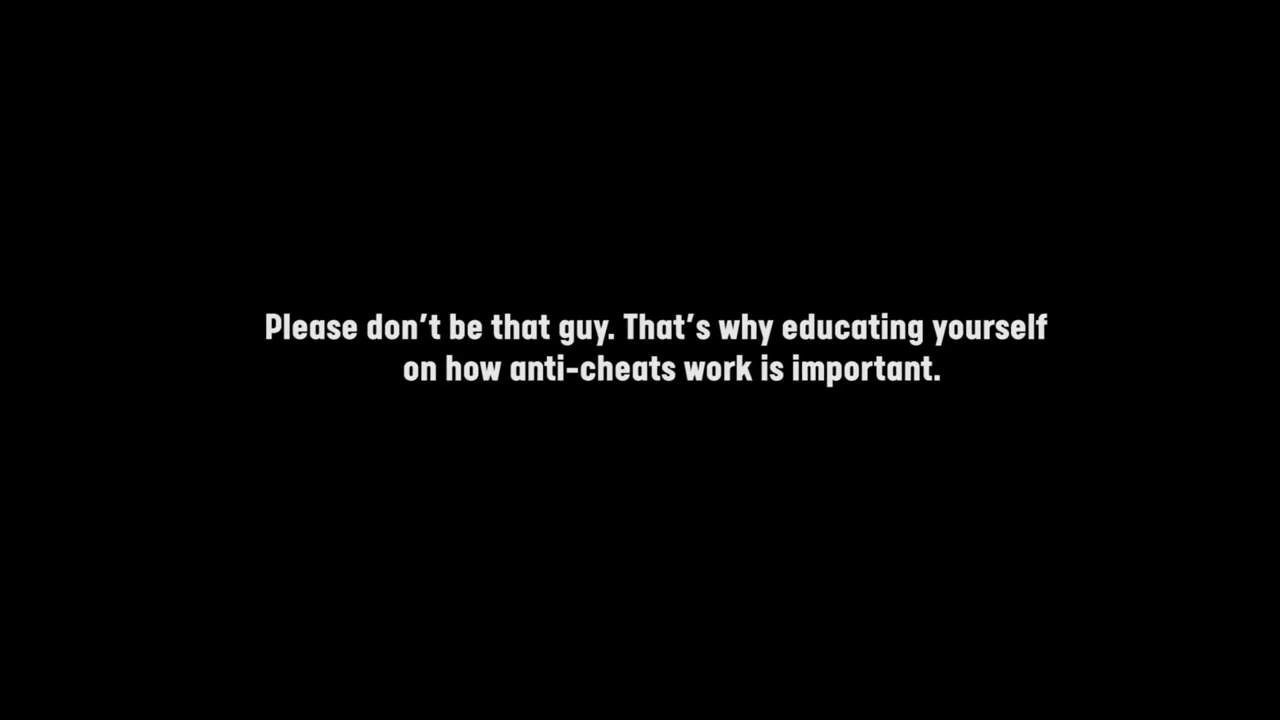 Please don’t be that guy. That’s why educating yourself
on how anti-cheats work is important.